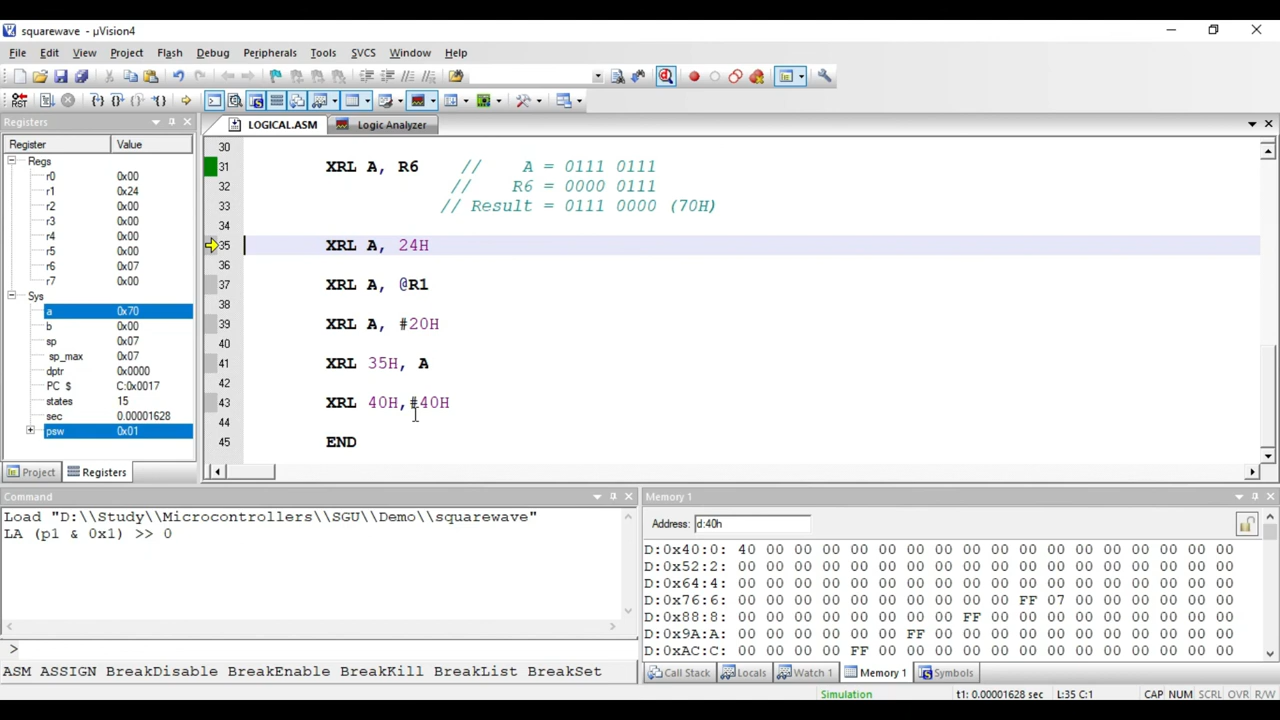 squarewave - µVision4
File Edit View Project Flash Debug Peripherals Tools SVCS Window Help
Registers
Register Value
Regs
r0 0x00
r1 0x24
r2 0x00
r3 0x00
r4 0x00
r5 0x00
r6 0x07
r7 0x00
Sys
a 0x70
b 0x00
sp 0x07
sp_max 0x07
dptr 0x0000
PC $ C:0x0017
states 15
sec 0.00001628
psw 0x01
Project Registers
LOGICAL.ASM Logic Analyzer
30
31 XRL A, R6 // A = 0111 0111
32 // R6 = 0000 0111
33 // Result = 0111 0000 (70H)
34
35 XRL A, 24H
36
37 XRL A, @R1
38
39 XRL A, #20H
40
41 XRL 35H, A
42
43 XRL 40H,#40H
44
45 END
Command
Load "D:\\Study\\Microcontrollers\\SGU\\Demo\\squarewave"
LA (p1 & 0x1) >> 0
>
ASM ASSIGN BreakDisable BreakEnable BreakKill BreakList BreakSet
Memory 1
Address: d:40h
D:0x40:0: 40 00 00 00 00 00 00 00 00 00 00 00 00 00 00 00 00 00
D:0x52:2: 00 00 00 00 00 00 00 00 00 00 00 00 00 00 00 00 00 00
D:0x64:4: 00 00 00 00 00 00 00 00 00 00 00 00 00 00 00 00 00 00
D:0x76:6: 00 00 00 00 00 00 00 00 00 00 FF 07 00 00 00 00 00 00
D:0x88:8: 00 00 00 00 00 00 00 00 FF 00 00 00 00 00 00 00 00 00
D:0x9A:A: 00 00 00 00 00 00 FF 00 00 00 00 00 00 00 00 00 00 00
D:0xAC:C: 00 00 00 00 FF 00 00 00 00 00 00 00 00 00 00 00 00 00
Call Stack Locals Watch 1 Memory 1 Symbols
Simulation t1: 0.00001628 sec L:35 C:1 CAP NUM SCRL OVR R/W